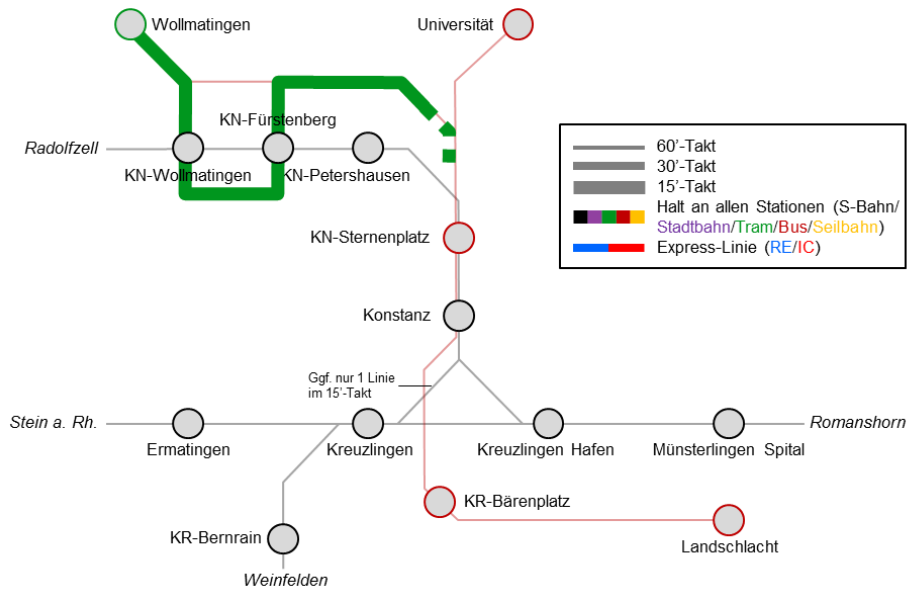 Wollmatingen
Universität
KN-Fürstenberg
Radolfzell
KN-Wollmatingen
KN-Petershausen
60’-Takt
30’-Takt
15’-Takt
Halt an allen Stationen (S-Bahn/
Stadtbahn/Tram/Bus/Seilbahn)
Express-Linie (RE/IC)
KN-Sternenplatz
Konstanz
Ggf. nur 1 Linie
im 15’-Takt
Stein a. Rh.
Romanshorn
Ermatingen
Kreuzlingen
Kreuzlingen Hafen
Münsterlingen Spital
KR-Bärenplatz
KR-Bernrain
Landschlacht
Weinfelden